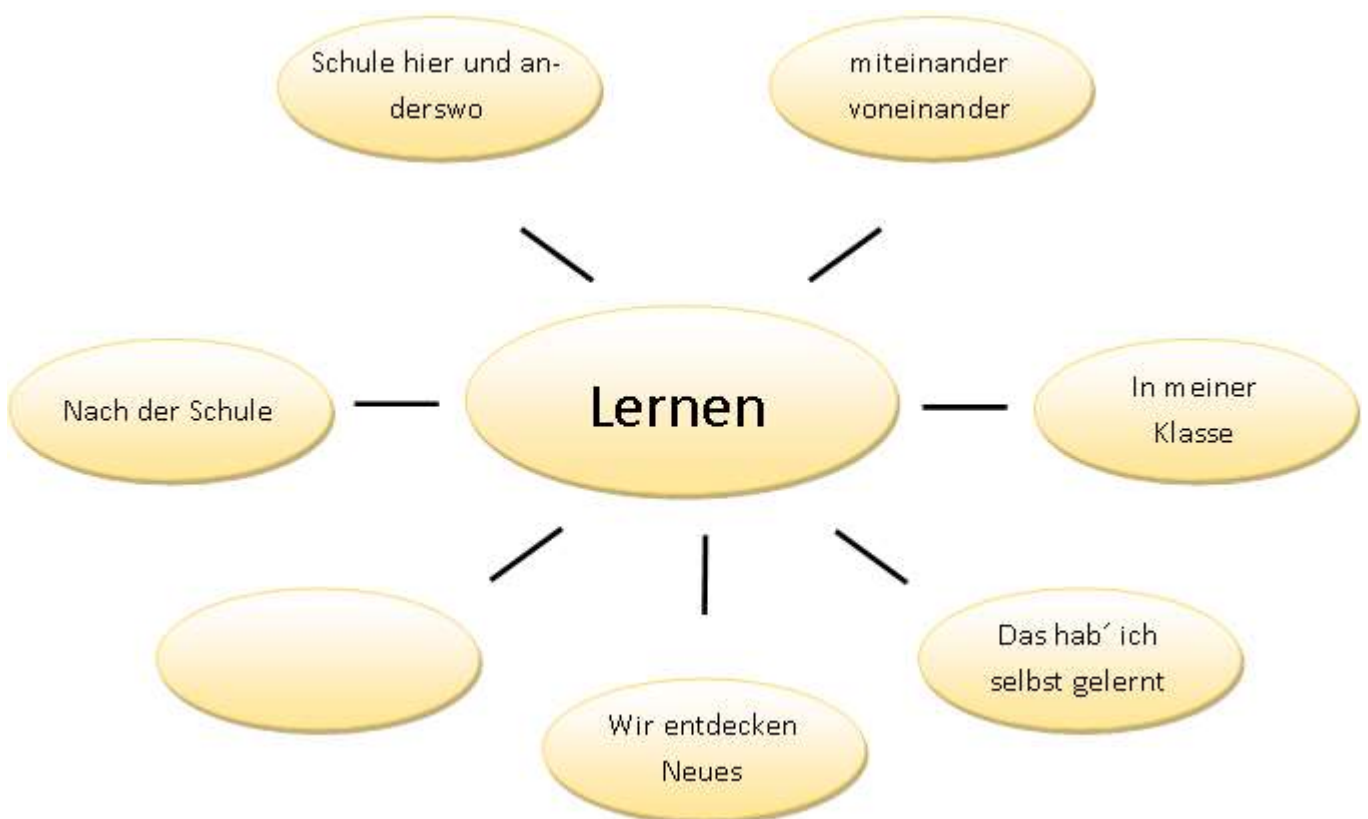 Schule hier und an-
derswo
miteinander
voneinander
Nach der Schule
Lernen
In meiner
Klasse
Das hab´ ich
selbst gelernt
Wir entdecken
Neues